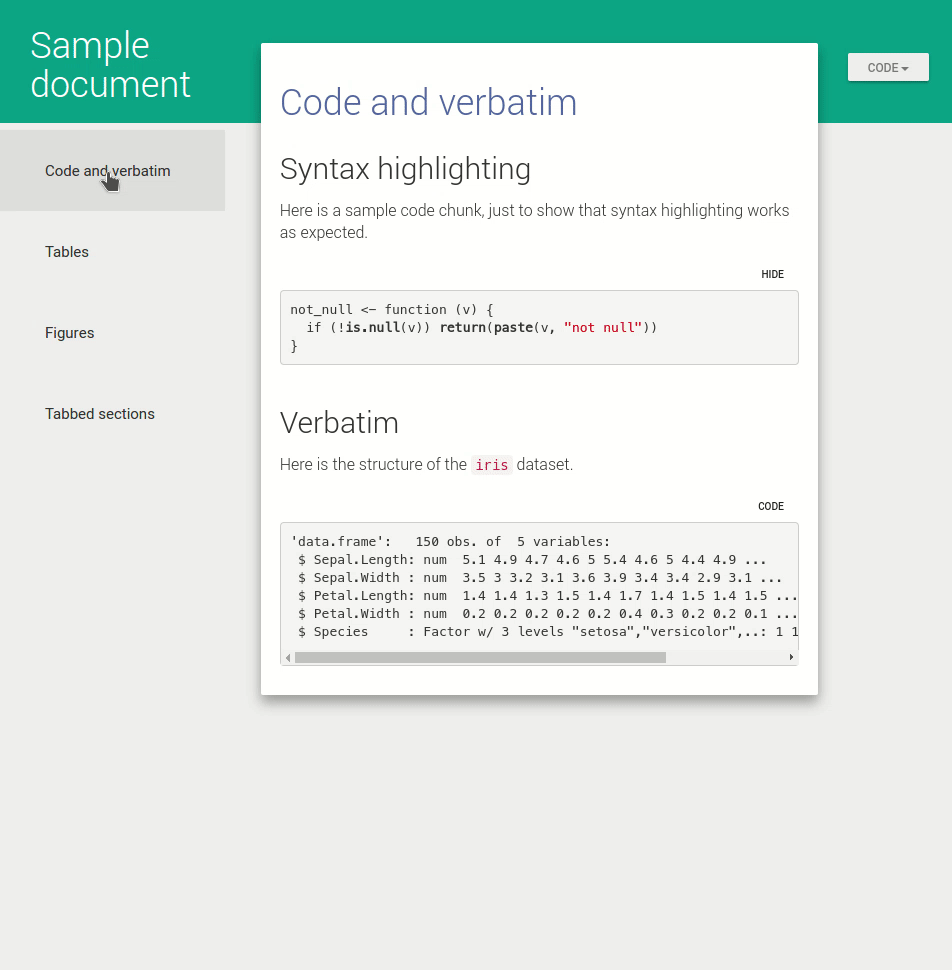 Sample
document
CODE
Code and verbatim
Tables
Figures
Tabbed sections
Code and verbatim
Syntax highlighting
Here is a sample code chunk, just to show that syntax highlighting works
as expected.
HIDE
not_null <- function (v) {
  if (!is.null(v)) return(paste(v, "not null"))
}
Verbatim
Here is the structure of the iris dataset.
CODE
'data.frame':   150 obs. of  5 variables:
 $ Sepal.Length: num  5.1 4.9 4.7 4.6 5 5.4 4.6 5 4.4 4.9 ...
 $ Sepal.Width : num  3.5 3 3.2 3.1 3.6 3.9 3.4 3.4 2.9 3.1 ...
 $ Petal.Length: num  1.4 1.4 1.3 1.5 1.4 1.7 1.4 1.5 1.4 1.5 ...
 $ Petal.Width : num  0.2 0.2 0.2 0.2 0.2 0.4 0.3 0.2 0.2 0.1 ...
 $ Species     : Factor w/ 3 levels "setosa","versicolor",..: 1 1